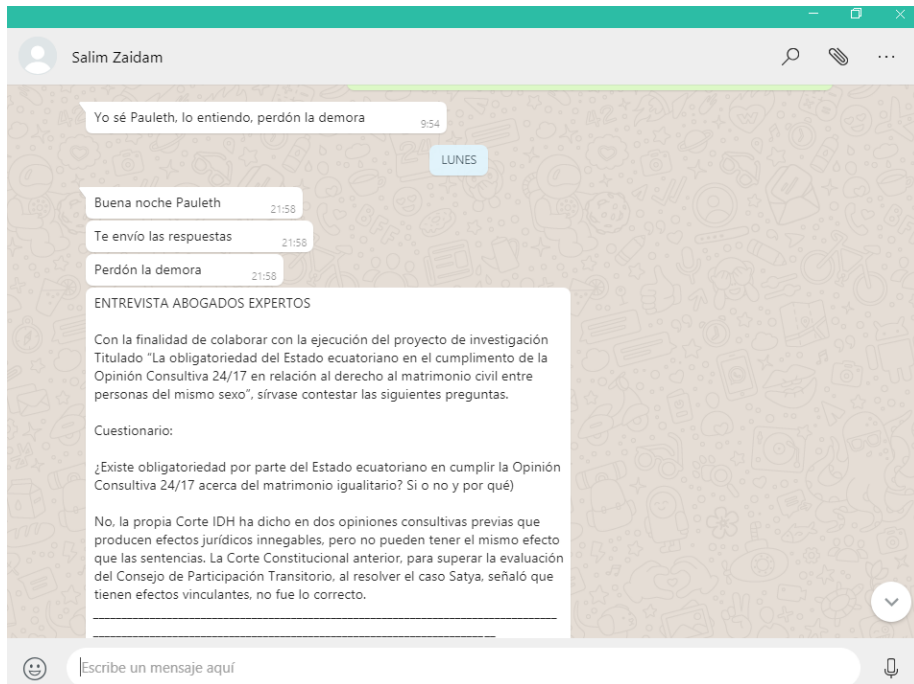 Salim Zaidam
Yo sé Pauleth, lo entiendo, perdón la demora
9:54
LUNES
Buena noche Pauleth
21:58
Te envío las respuestas
21:58
Perdón la demora
21:58
ENTREVISTA ABOGADOS EXPERTOS
Con la finalidad de colaborar con la ejecución del proyecto de investigación
Titulado “La obligatoriedad del Estado ecuatoriano en el cumplimento de la
Opinión Consultiva 24/17 en relación al derecho al matrimonio civil entre
personas del mismo sexo”, sírvase contestar las siguientes preguntas.
Cuestionario:
¿Existe obligatoriedad por parte del Estado ecuatoriano en cumplir la Opinión
Consultiva 24/17 acerca del matrimonio igualitario? Si o no y por qué)
No, la propia Corte IDH ha dicho en dos opiniones consultivas previas que
producen efectos jurídicos innegables, pero no pueden tener el mismo efecto
que las sentencias. La Corte Constitucional anterior, para superar la evaluación
del Consejo de Participación Transitorio, al resolver el caso Satya, señaló que
tienen efectos vinculantes, no fue lo correcto.
Escribe un mensaje aquí